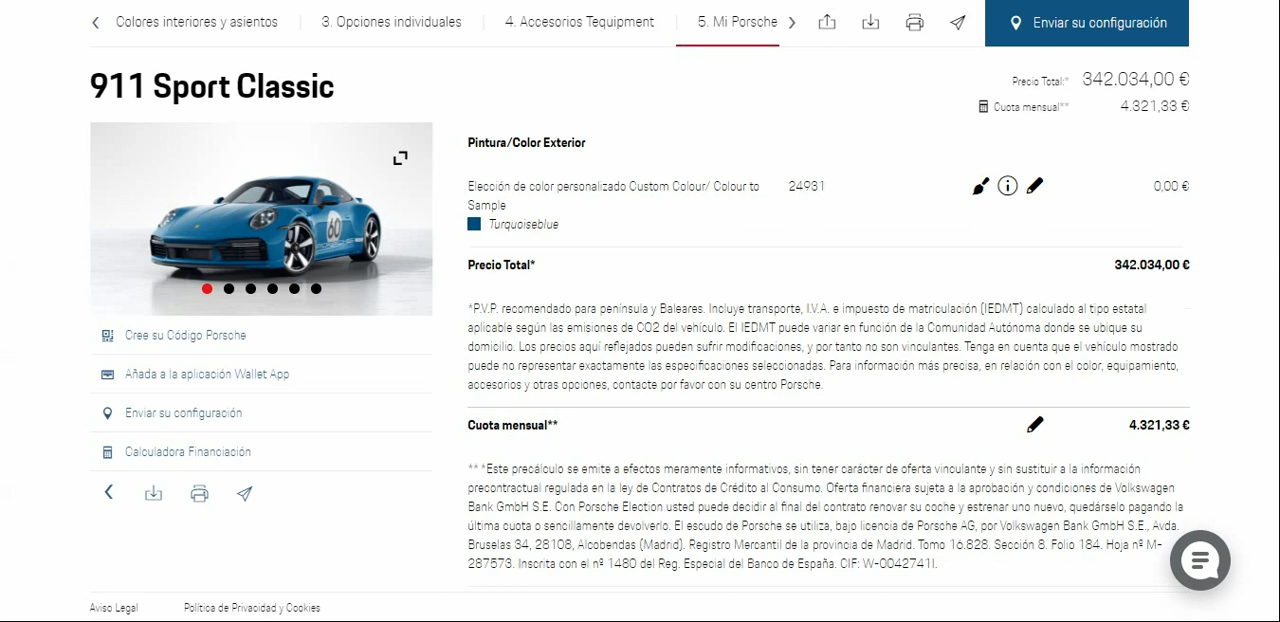 Colores interiores y asientos
3. Opciones individuales
4. Accesorios Tequipment
5. Mi Porsche
Enviar su configuración
911 Sport Classic
Precio Total:* 342.034,00 €
Cuota mensual** 4.321,33 €
60
Cree su Código Porsche
Añada a la aplicación Wallet App
Enviar su configuración
Calculadora Financiación
Pintura/Color Exterior
Elección de color personalizado Custom Colour/ Colour to 24931 0,00 €
Sample
Turquoiseblue
Precio Total* 342.034,00 €
*P.V.P. recomendado para península y Baleares. Incluye transporte, I.V.A. e impuesto de matriculación (IEDMT) calculado al tipo estatal
aplicable según las emisiones de CO2 del vehículo. El IEDMT puede variar en función de la Comunidad Autónoma donde se ubique su
domicilio. Los precios aquí reflejados pueden sufrir modificaciones, y por tanto no son vinculantes. Tenga en cuenta que el vehículo mostrado
puede no representar exactamente las especificaciones seleccionadas. Para información más precisa, en relación con el color, equipamiento,
accesorios y otras opciones, contacte por favor con su centro Porsche.
Cuota mensual** 4.321,33 €
** *Este precálculo se emite a efectos meramente informativos, sin tener carácter de oferta vinculante y sin sustituir a la información
precontractual regulada en la ley de Contratos de Crédito al Consumo. Oferta financiera sujeta a la aprobación y condiciones de Volkswagen
Bank GmbH S.E. Con Porsche Election usted puede decidir al final del contrato renovar su coche y estrenar uno nuevo, quedárselo pagando la
última cuota o sencillamente devolverlo. El escudo de Porsche se utiliza, bajo licencia de Porsche AG, por Volkswagen Bank GmbH S.E., Avda.
Bruselas 34, 28108, Alcobendas (Madrid). Registro Mercantil de la provincia de Madrid. Tomo 16.828. Sección 8. Folio 184. Hoja nº M-
Inscrita con el nº 1480 del Reg. Especial del Banco de España. CIF: W-0042741I.
Aviso Legal
Política de Privacidad y Cookies